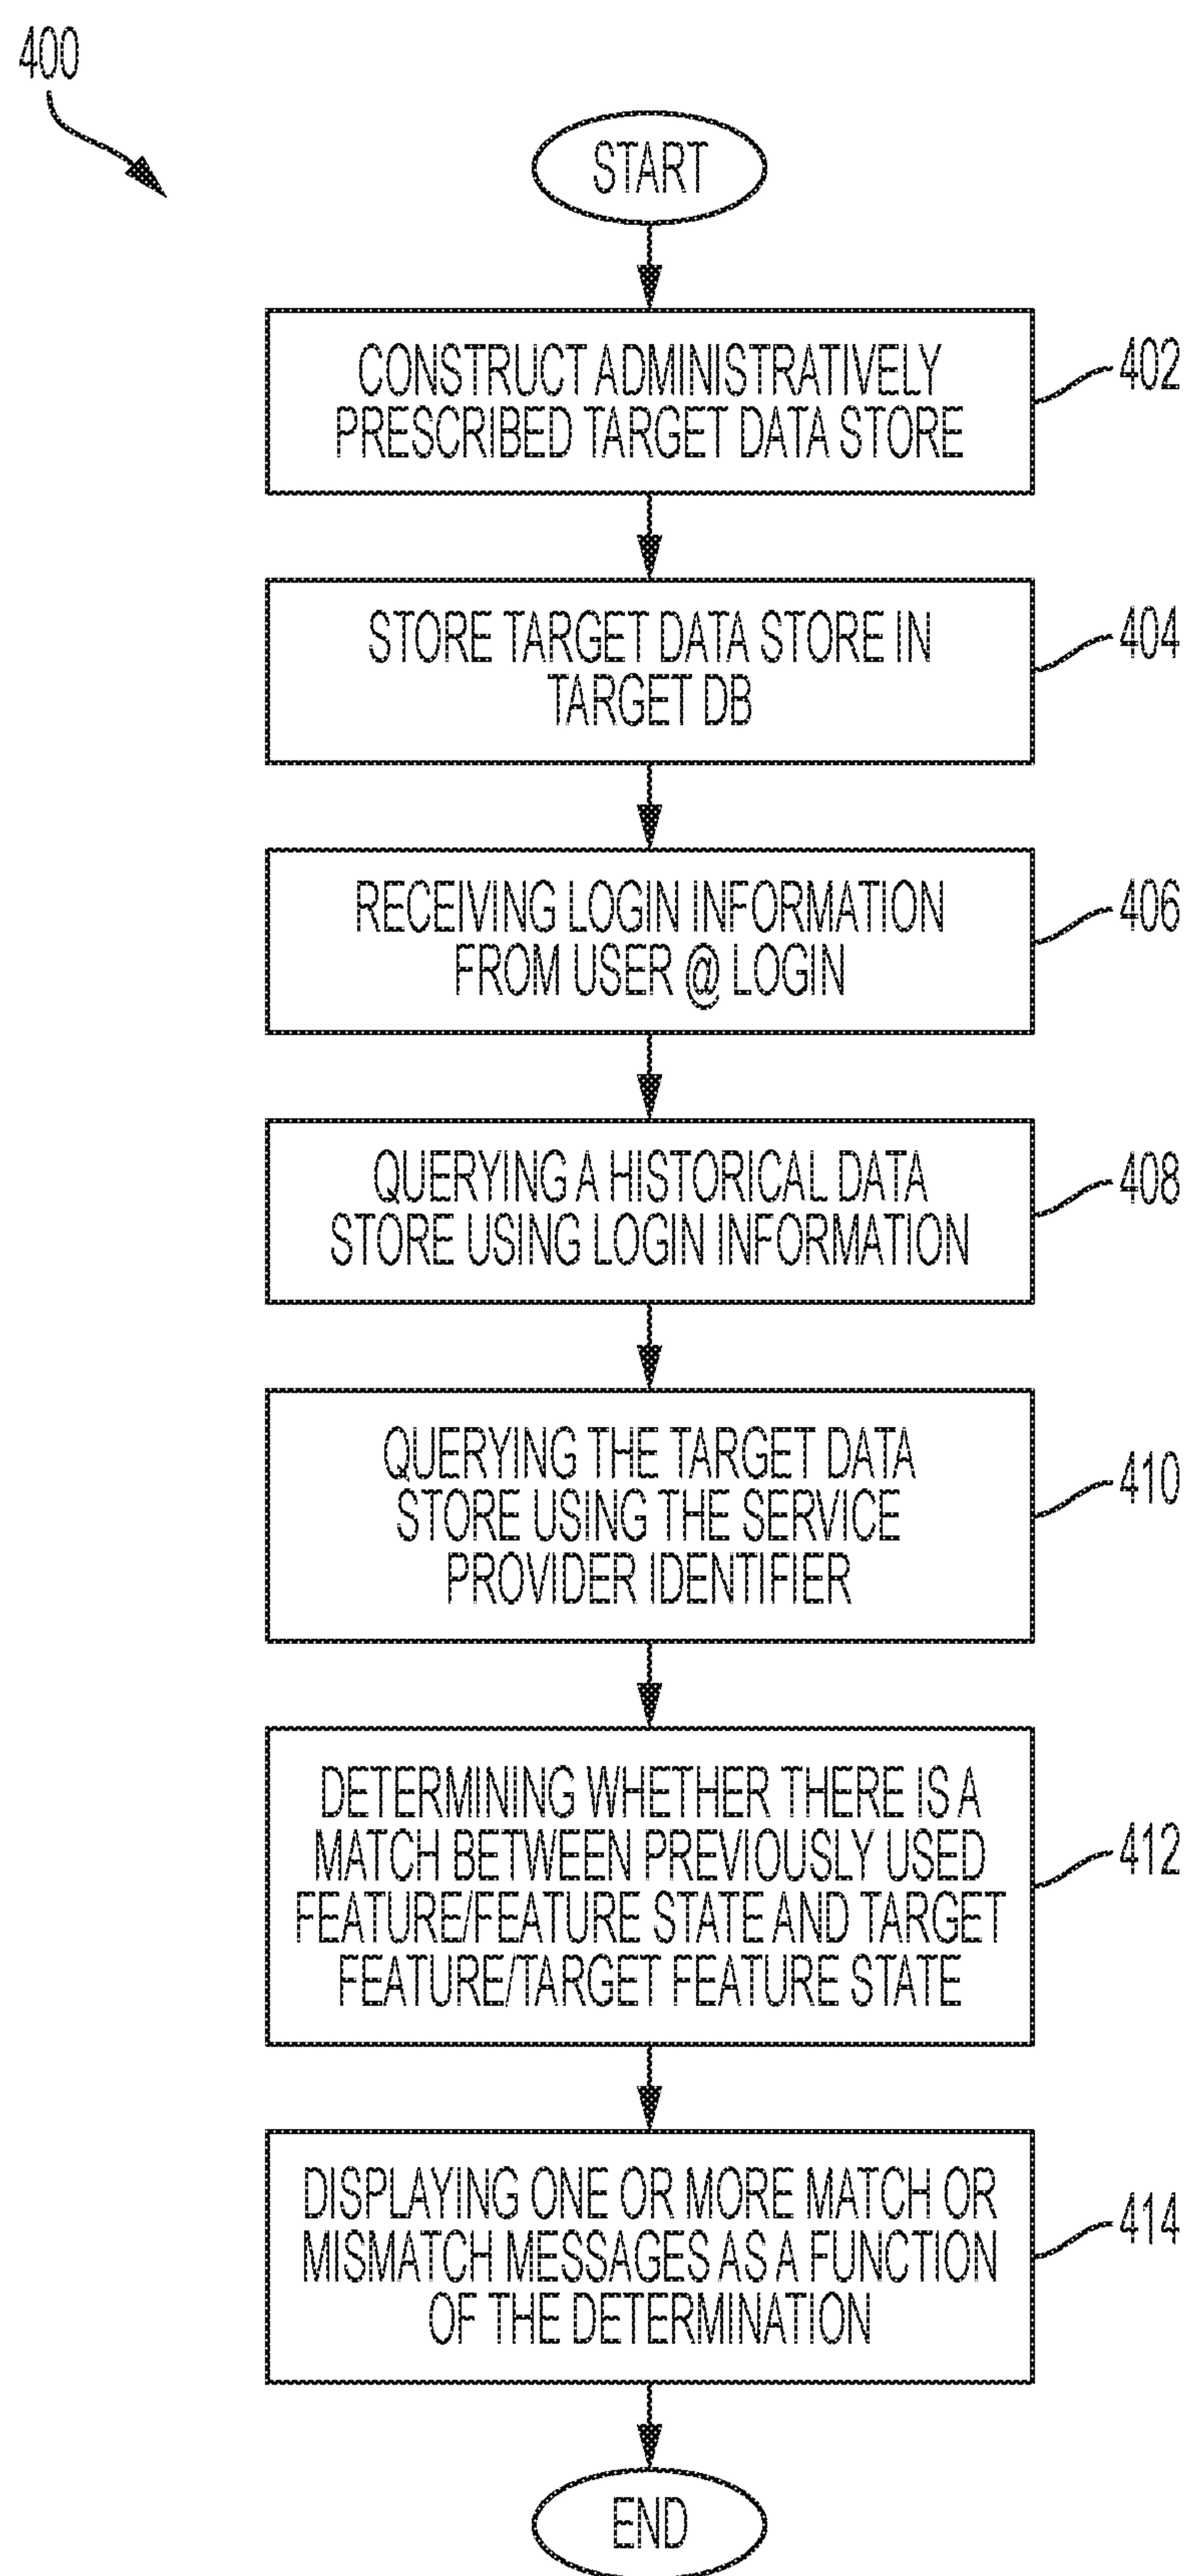 400
START
CONSTRUCT ADMINISTRATIVELY
PRESCRIBED TARGET DATA STORE
402
STORE TARGET DATA STORE IN
TARGET DB
404
RECEIVING LOGIN INFORMATION
FROM USER @ LOGIN
406
QUERYING A HISTORICAL DATA
STORE USING LOGIN INFORMATION
408
QUERYING THE TARGET DATA
STORE USING THE SERVICE
PROVIDER IDENTIFIER
410
DETERMINING WHETHER THERE IS A
MATCH BETWEEN PREVIOUSLY USED
FEATURE/FEATURE STATE AND TARGET
FEATURE/TARGET FEATURE STATE
412
DISPLAYING ONE OR MORE MATCH OR
MISMATCH MESSAGES AS A FUNCTION
OF THE DETERMINATION
414
END